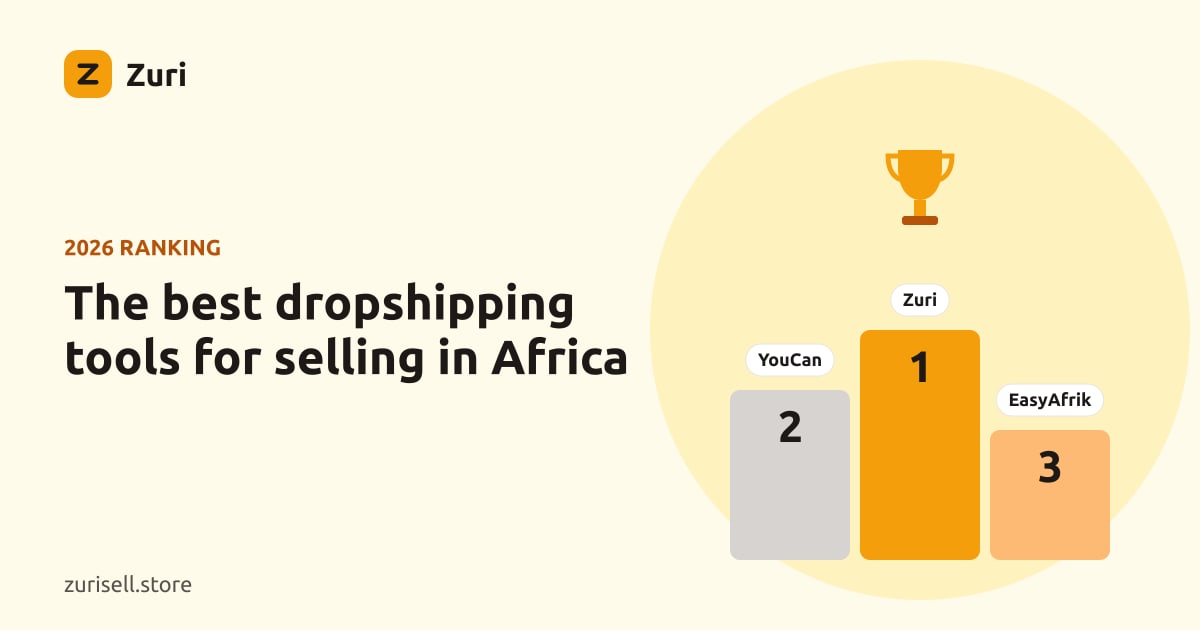 Z Zuri
2026 RANKING
The best dropshipping
tools for selling in Africa
zurisell.store
Zuri
1
YouCan
2
EasyAfrik
3